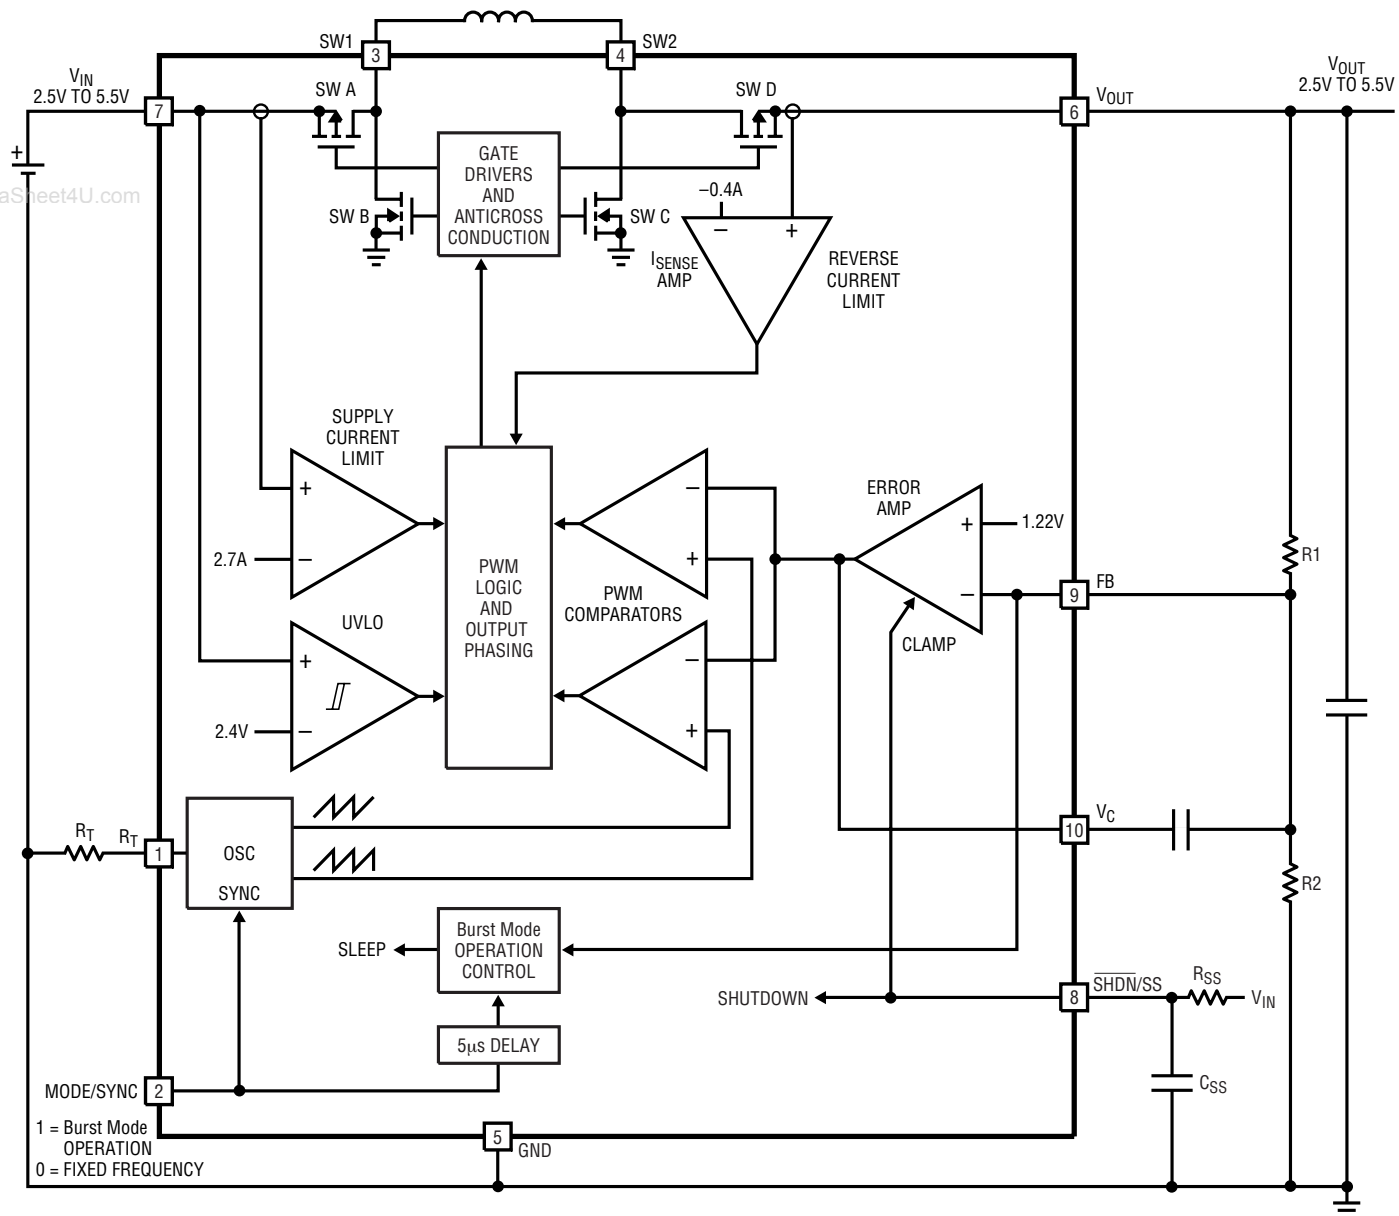 SW1
3
4
SW2
VIN
2.5V TO 5.5V
7
SW A
SW D
6
VOUT
VOUT
2.5V TO 5.5V
+
aSheet4U.com
GATE
DRIVERS
AND
ANTICROSS
CONDUCTION
SW B
SW C
–0.4A
–
+
ISENSE
AMP
REVERSE
CURRENT
LIMIT
SUPPLY
CURRENT
LIMIT
+
2.7A
–
PWM
LOGIC
AND
OUTPUT
PHASING
–
+
PWM
COMPARATORS
ERROR
AMP
+
1.22V
–
CLAMP
9
FB
R1
UVLO
+
2.4V
–
–
+
RT
RT
1
OSC
SYNC
10
VC
R2
SLEEP
Burst Mode
OPERATION
CONTROL
SHUTDOWN
8
SHDN/SS
RSS
VIN
5µs DELAY
CSS
MODE/SYNC
2
1 = Burst Mode
OPERATION
0 = FIXED FREQUENCY
5
GND